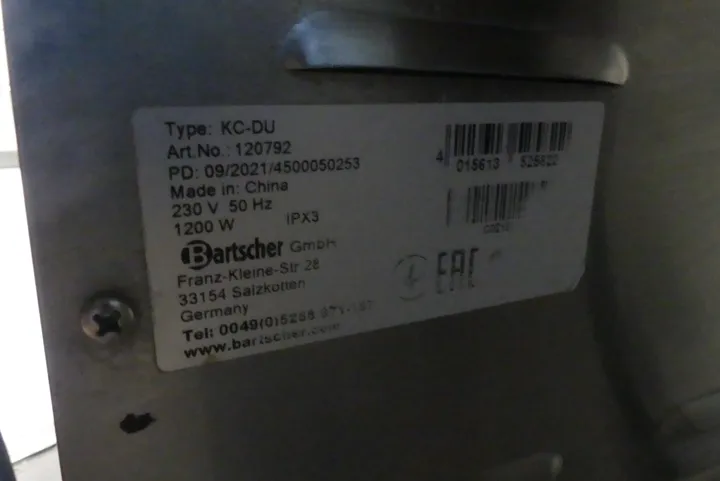 Type: KC-DU
Art.No.: 120792
PD: 09/2021/4500050253
Made in: China
230 V 50 Hz
1200 W IPX3
Bartscher GmbH
Franz-Kleine-Str 28
33154 Salzkotten
Germany
Tel: 0049(0)5258
www.bartscher.com
4 015613 525822
EAC